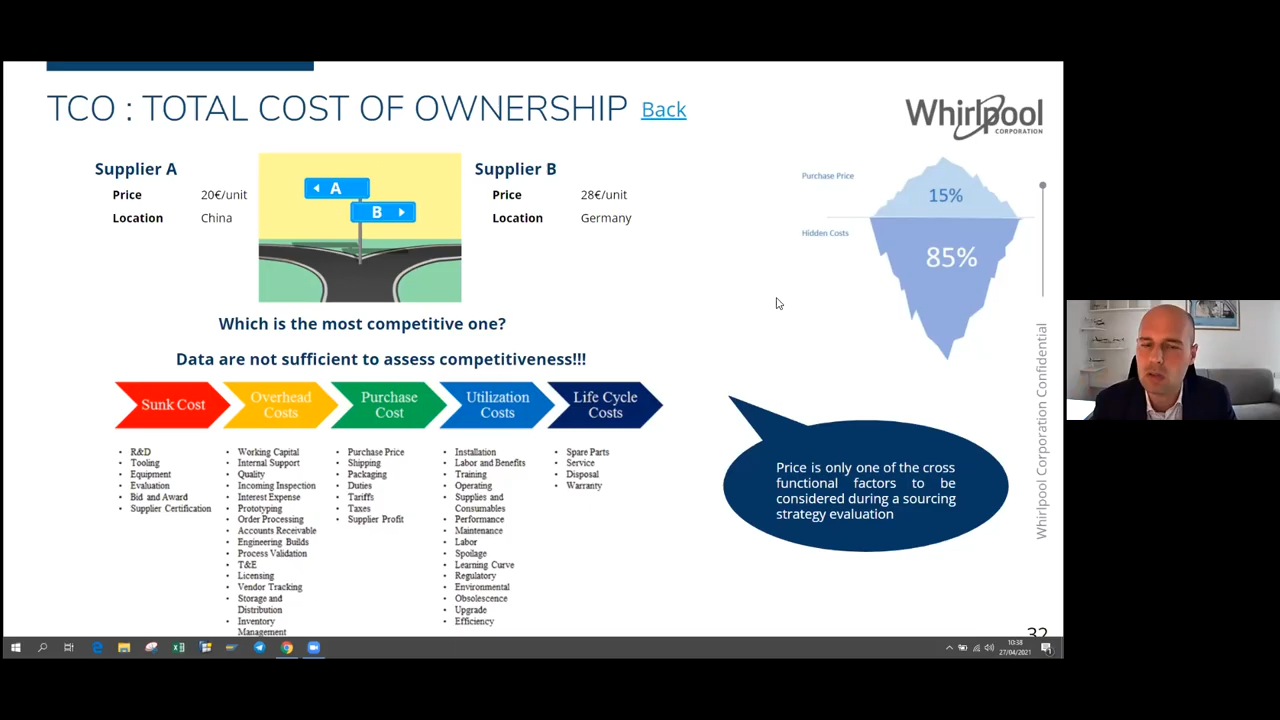 TCO : TOTAL COST OF OWNERSHIP Back
Whirlpool
CORPORATION
Supplier A
Price 20€/unit
Location China
A
B
Supplier B
Price 28€/unit
Location Germany
Purchase Price
15%
Hidden Costs
85%
Which is the most competitive one?
Data are not sufficient to assess competitiveness!!!
Sunk Cost
• R&D
• Tooling
• Equipment
• Evaluation
• Bid and Award
• Supplier Certification
Overhead
Costs
• Working Capital
• Internal Support
• Quality
• Incoming Inspection
• Interest Expense
• Prototyping
• Order Processing
• Accounts Receivable
• Engineering Builds
• Process Validation
• T&E
• Licensing
• Vendor Tracking
• Storage and
Distribution
• Inventory
Management
Purchase
Cost
• Purchase Price
• Shipping
• Packaging
• Duties
• Tariffs
• Taxes
• Supplier Profit
Utilization
Costs
• Installation
• Labor and Benefits
• Training
• Operating
• Supplies and
Consumables
• Performance
• Maintenance
• Labor
• Spoilage
• Learning Curve
• Regulatory
• Environmental
• Obsolescence
• Upgrade
• Efficiency
Life Cycle
Costs
• Spare Parts
• Service
• Disposal
• Warranty
Price is only one of the cross
functional factors to be
considered during a sourcing
strategy evaluation
Whirlpool Corporation Confidential
32
10:38
27/04/2021